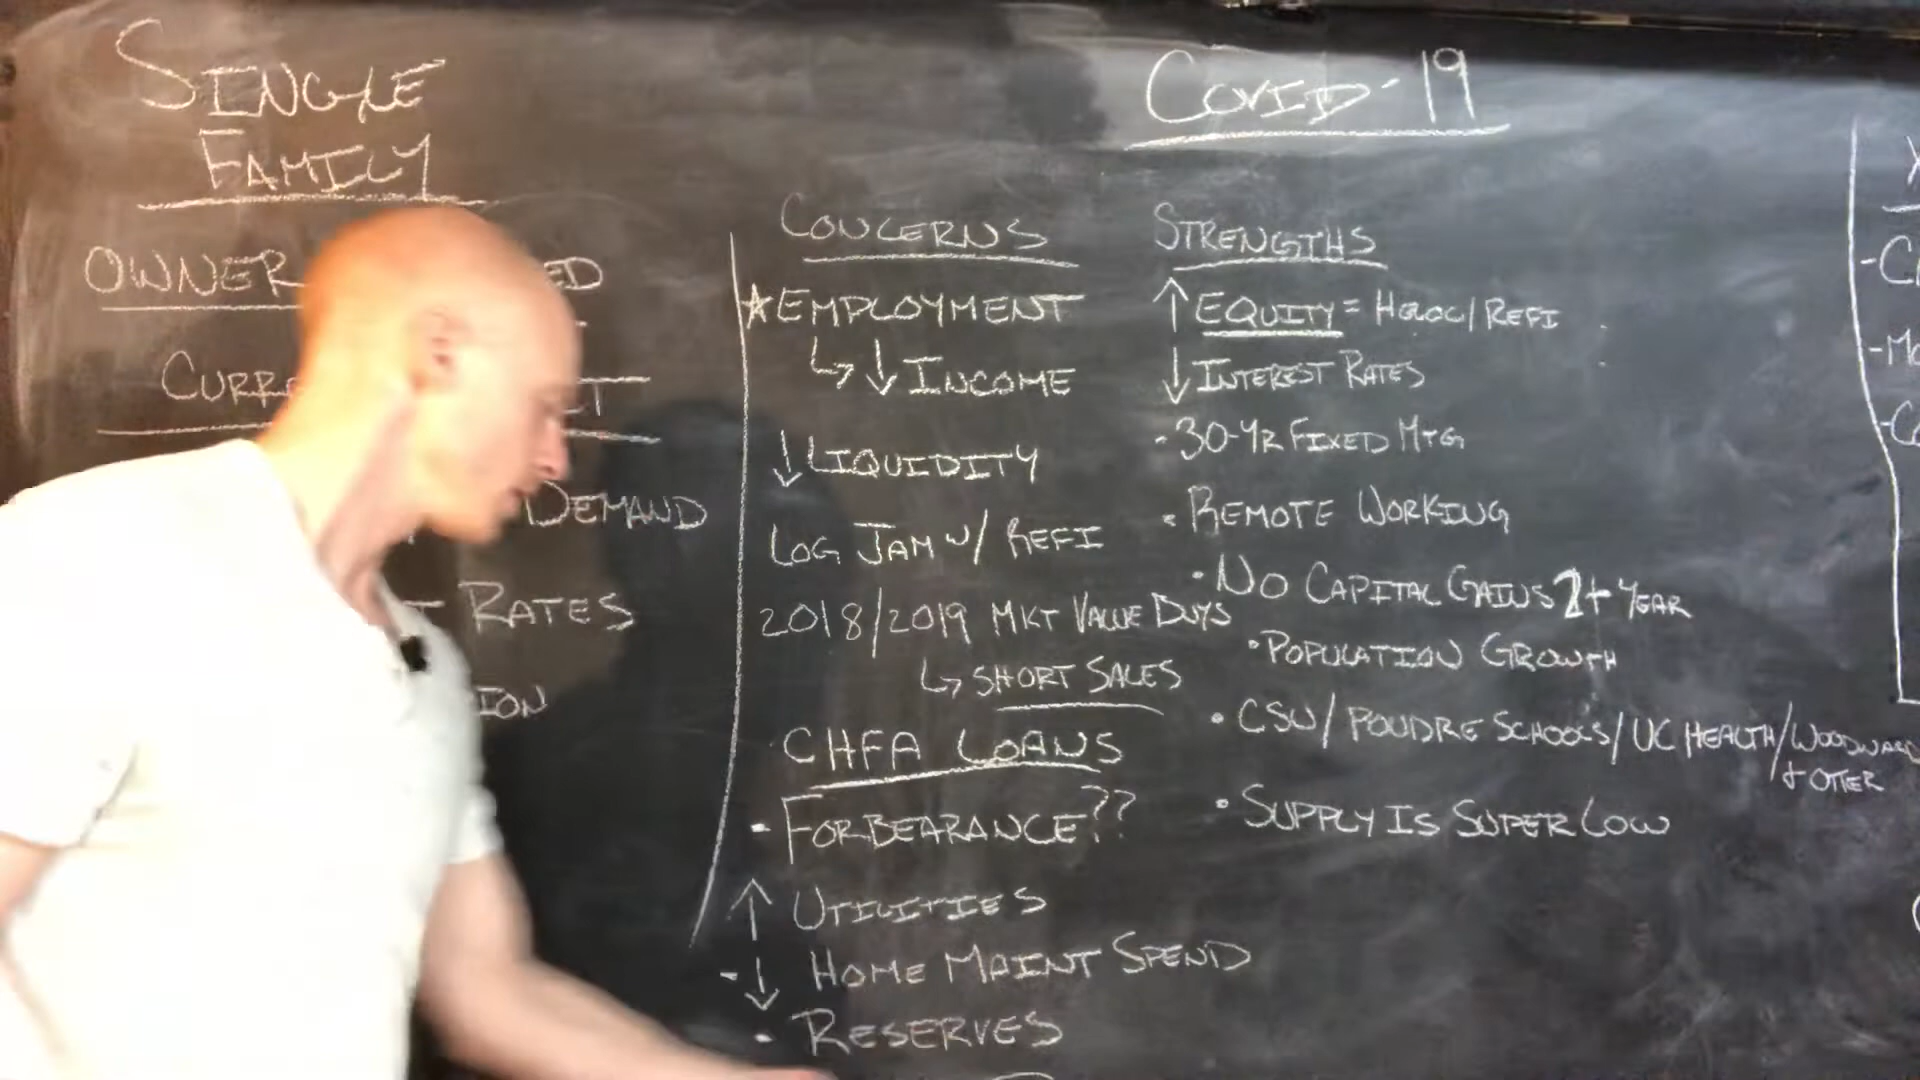 SINGLE
FAMILY
OWNER
CURR
DEMAND
RATES
COVID-19
CONCERNS
★EMPLOYMENT
↳ ↓ INCOME
↓ LIQUIDITY
LOG JAM W/ REFI
2018/2019 MKT VALUE BUYS
↳ SHORT SALES
CHFA LOANS
- FORBEARANCE??
↑ UTILITIES
- ↓ HOME MAINT SPEND
- RESERVES
STRENGTHS
↑ EQUITY = HELOC/REFI
↓ INTEREST RATES
- 30-YR FIXED MTG
• REMOTE WORKING
• NO CAPITAL GAINS 2+ YEAR
• POPULATION GROWTH
• CSU/POUDRE SCHOOLS/UC HEALTH/WOODWARD
+ OTTER
• SUPPLY IS SUPER LOW